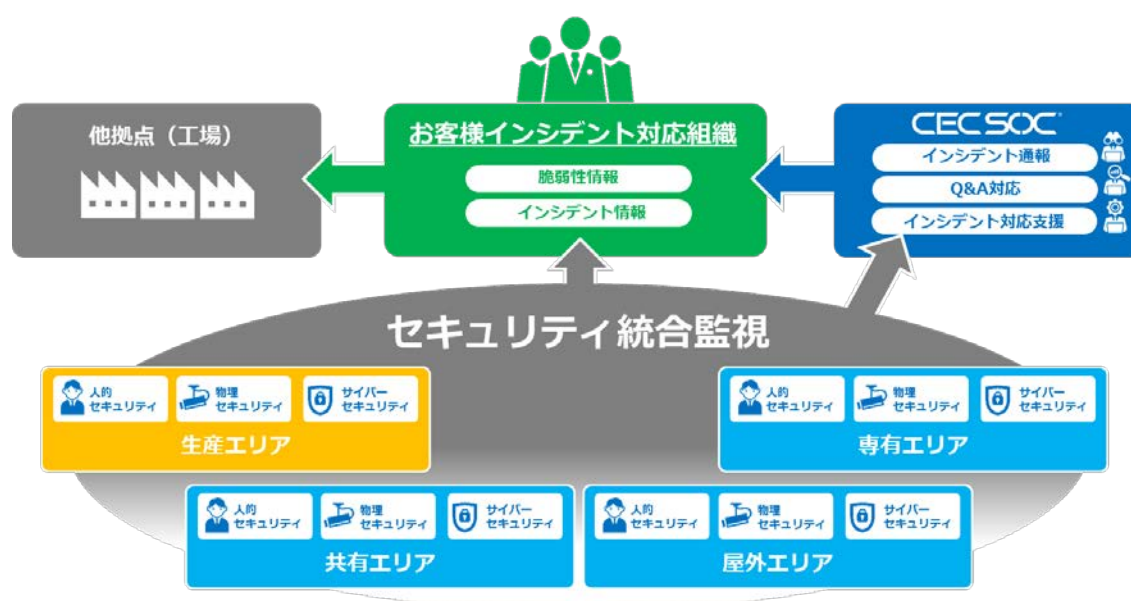 他拠点（工場）
お客様インシデント対応組織
脆弱性情報
インシデント情報
CEC SOC
インシデント通報
Q&A対応
インシデント対応支援
セキュリティ統合監視
人的
セキュリティ
物理
セキュリティ
サイバー
セキュリティ
生産エリア
人的
セキュリティ
物理
セキュリティ
サイバー
セキュリティ
専有エリア
人的
セキュリティ
物理
セキュリティ
サイバー
セキュリティ
共有エリア
人的
セキュリティ
物理
セキュリティ
サイバー
セキュリティ
屋外エリア